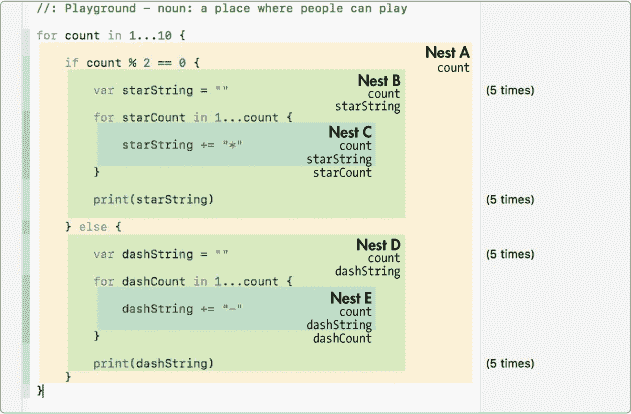 //: Playground – noun: a place where people can play
for count in 1...10 {
Nest A
count
if count % 2 == 0 {
Nest B
count
starString
var starString = ""
(5 times)
for starCount in 1...count {
Nest C
count
starString
starCount
starString += "*"
}
print(starString)
(5 times)
} else {
Nest D
count
dashString
var dashString = ""
(5 times)
for dashCount in 1...count {
Nest E
count
dashString
dashCount
dashString += "-"
}
print(dashString)
(5 times)
}
}